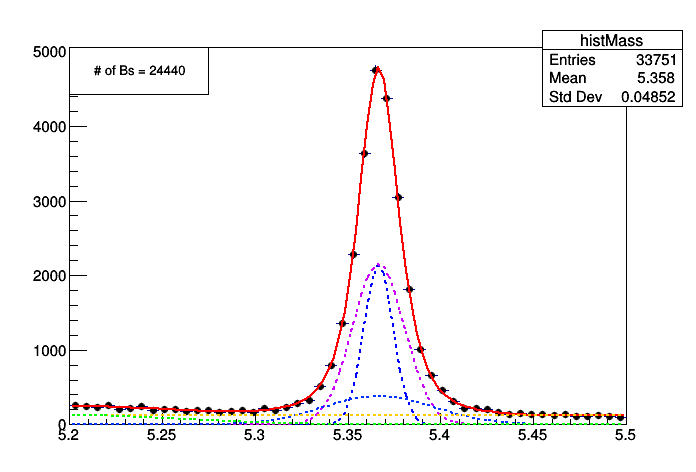 histMass
Entries 33751
Mean 5.358
Std Dev 0.04852
# of Bs = 24440
5000
4000
3000
2000
1000
0
5.2 5.25 5.3 5.35 5.4 5.45 5.5